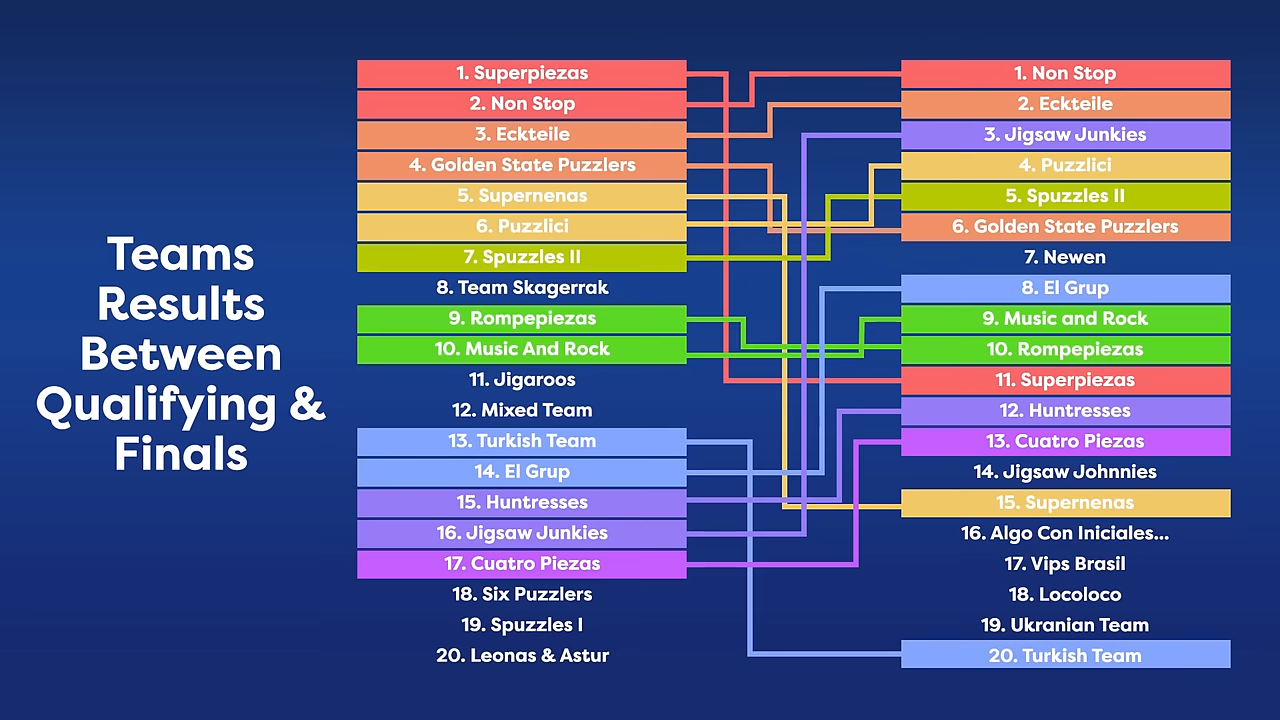 Teams
Results
Between
Qualifying &
Finals
1. Superpiezas
2. Non Stop
3. Eckteile
4. Golden State Puzzlers
5. Supernenas
6. Puzzlici
7. Spuzzles II
8. Team Skagerrak
9. Rompepiezas
10. Music And Rock
11. Jigaroos
12. Mixed Team
13. Turkish Team
14. El Grup
15. Huntresses
16. Jigsaw Junkies
17. Cuatro Piezas
18. Six Puzzlers
19. Spuzzles I
20. Leonas & Astur
1. Non Stop
2. Eckteile
3. Jigsaw Junkies
4. Puzzlici
5. Spuzzles II
6. Golden State Puzzlers
7. Newen
8. El Grup
9. Music and Rock
10. Rompepiezas
11. Superpiezas
12. Huntresses
13. Cuatro Piezas
14. Jigsaw Johnnies
15. Supernenas
16. Algo Con Iniciales...
17. Vips Brasil
18. Locoloco
19. Ukranian Team
20. Turkish Team